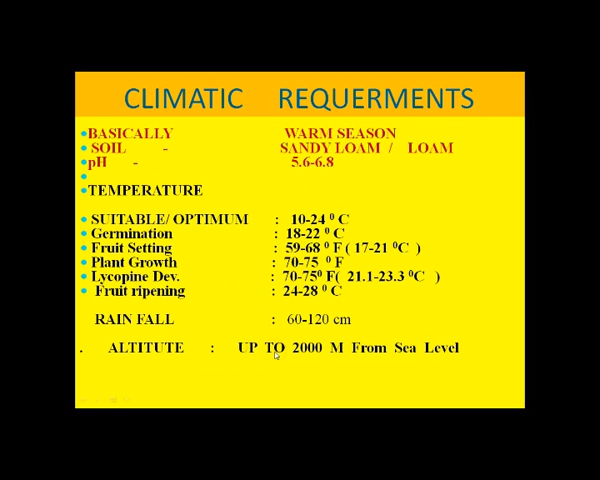 CLIMATIC REQUERMENTS
•BASICALLY WARM SEASON
• SOIL - SANDY LOAM / LOAM
•pH - 5.6-6.8
•
•TEMPERATURE
• SUITABLE/ OPTIMUM : 10-24 ⁰ C
• Germination : 18-22 ⁰ C
• Fruit Setting : 59-68 ⁰ F ( 17-21 ⁰C )
• Plant Growth : 70-75 ⁰ F
• Lycopine Dev. : 70-75⁰ F( 21.1-23.3 ⁰C )
• Fruit ripening : 24-28 ⁰ C
RAIN FALL : 60-120 cm
. ALTITUTE : UP TO 2000 M From Sea Level